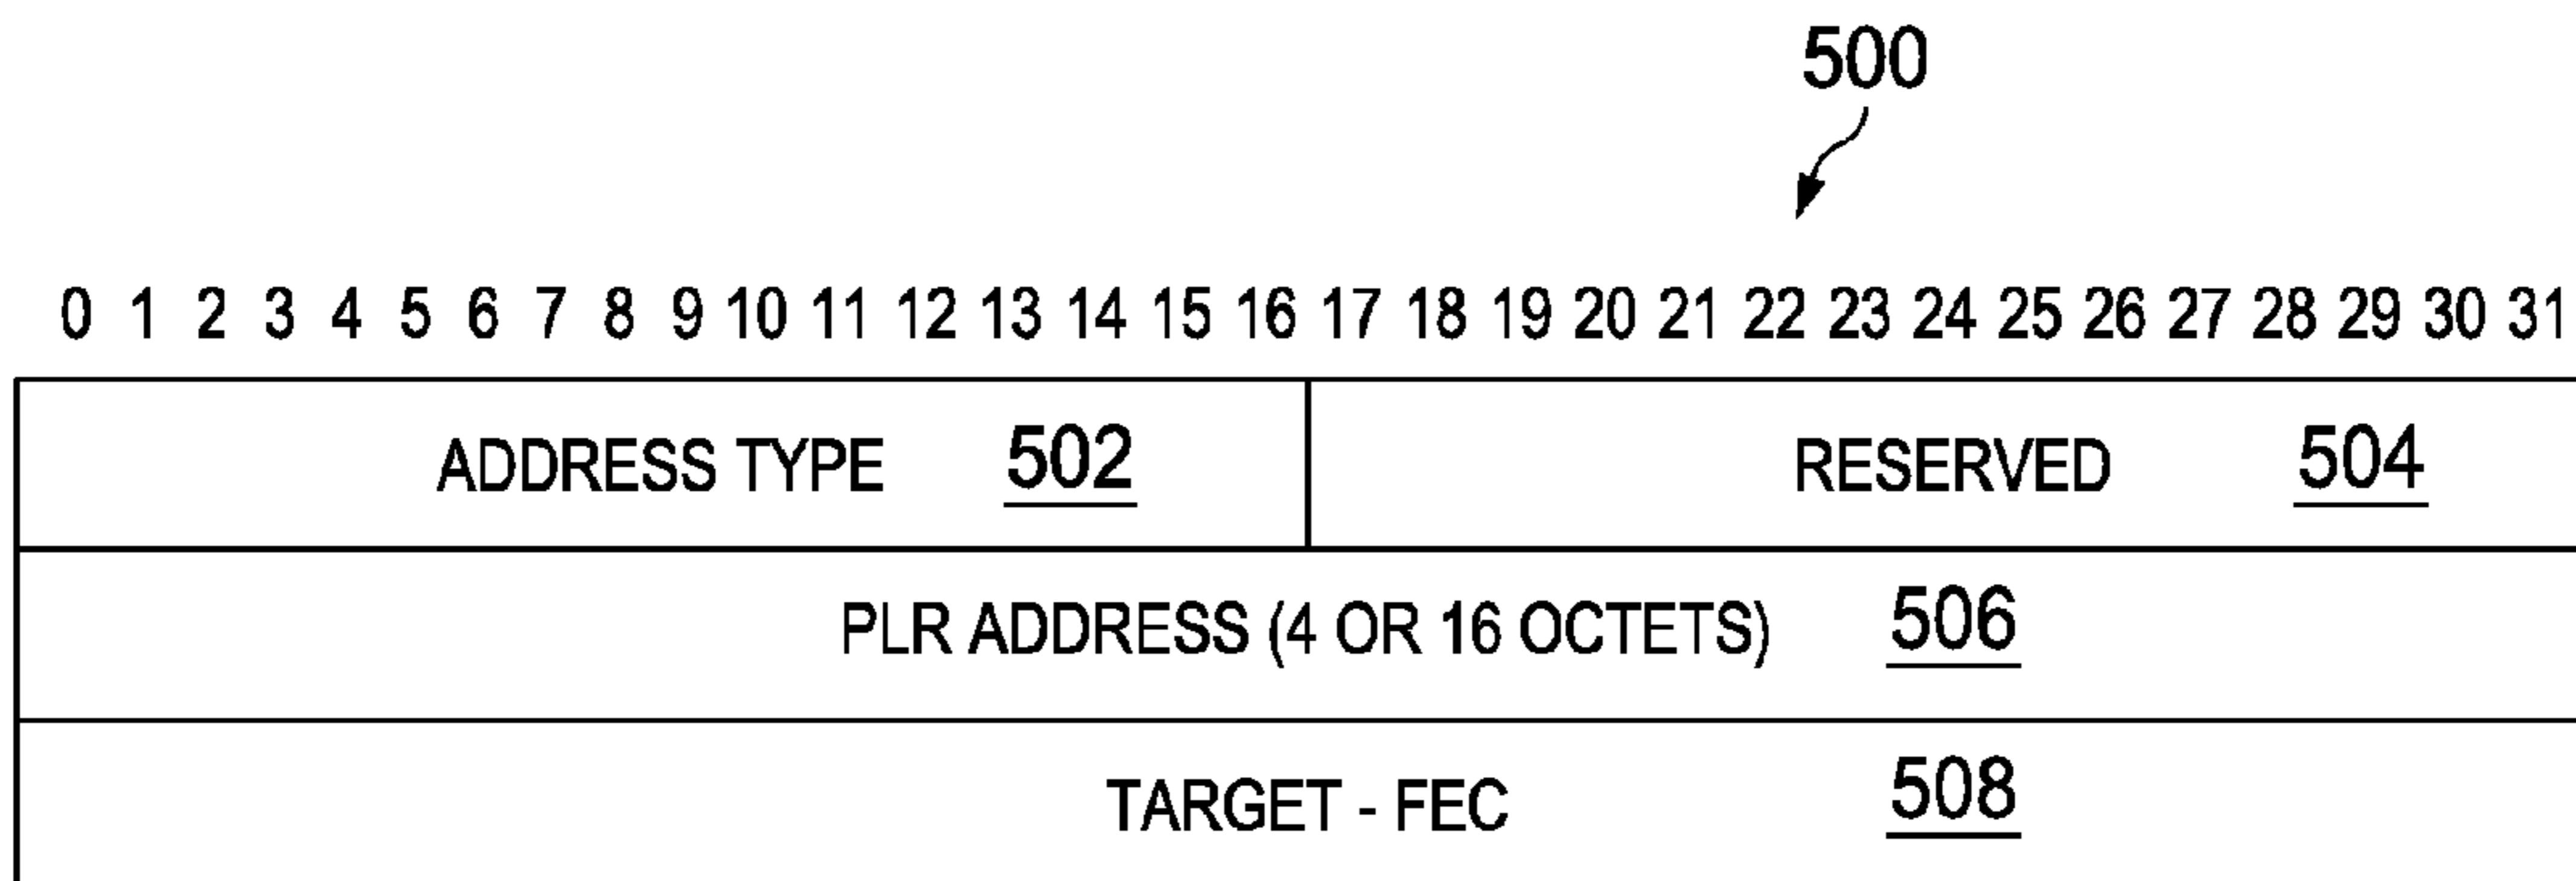 500
0 1 2 3 4 5 6 7 8 9 10 11 12 13 14 15 16 17 18 19 20 21 22 23 24 25 26 27 28 29 30 31
ADDRESS TYPE 502 RESERVED 504
PLR ADDRESS (4 OR 16 OCTETS) 506
TARGET - FEC 508